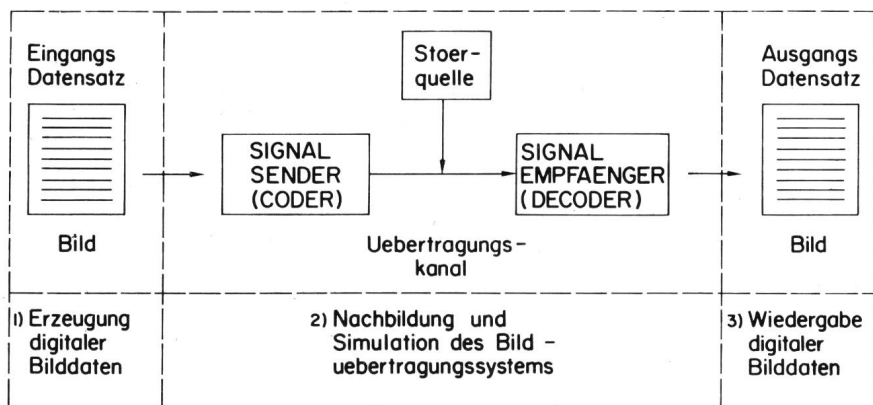 Eingangs
Datensatz
Bild
Stoer-
quelle
SIGNAL
SENDER
(CODER)
SIGNAL
EMPFAENGER
(DECODER)
Uebertragungs-
kanal
Ausgangs
Datensatz
Bild
1) Erzeugung
digitaler
Bilddaten
2) Nachbildung und
Simulation des Bild -
uebertragungssystems
3) Wiedergabe
digitaler
Bilddaten